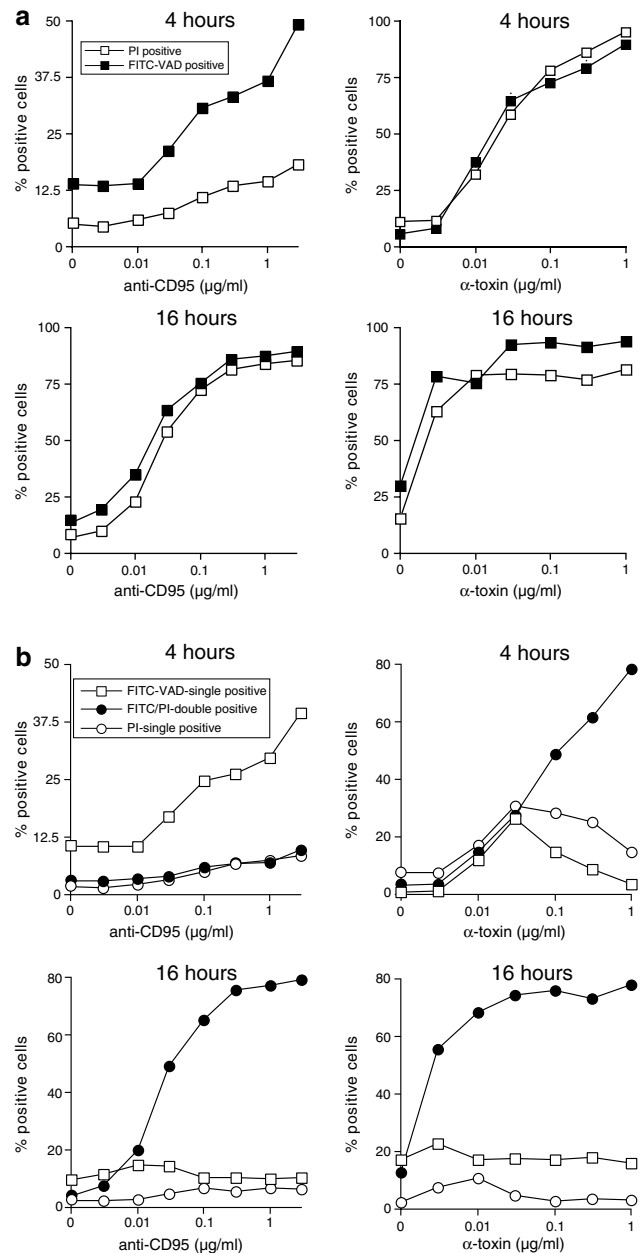 a
4 hours
4 hours
PI positive
FITC-VAD positive
% positive cells
50
37.5
25
12.5
0
0
0.01
0.1
1
anti-CD95 (µg/ml)
% positive cells
100
75
50
25
0
0
0.01
0.1
1
α-toxin (µg/ml)
16 hours
16 hours
% positive cells
100
75
50
25
0
0
0.01
0.1
1
anti-CD95 (µg/ml)
% positive cells
100
75
50
25
0
0
0.01
0.1
1
α-toxin (µg/ml)
b
4 hours
4 hours
FITC-VAD-single positive
FITC/PI-double positive
PI-single positive
% positive cells
50
37.5
25
12.5
0
0
0.01
0.1
1
anti-CD95 (µg/ml)
% positive cells
80
60
40
20
0
0
0.01
0.1
1
α-toxin (µg/ml)
16 hours
16 hours
% positive cells
80
60
40
20
0
0
0.01
0.1
1
anti-CD95 (µg/ml)
% positive cells
80
60
40
20
0
0
0.01
0.1
1
α-toxin (µg/ml)